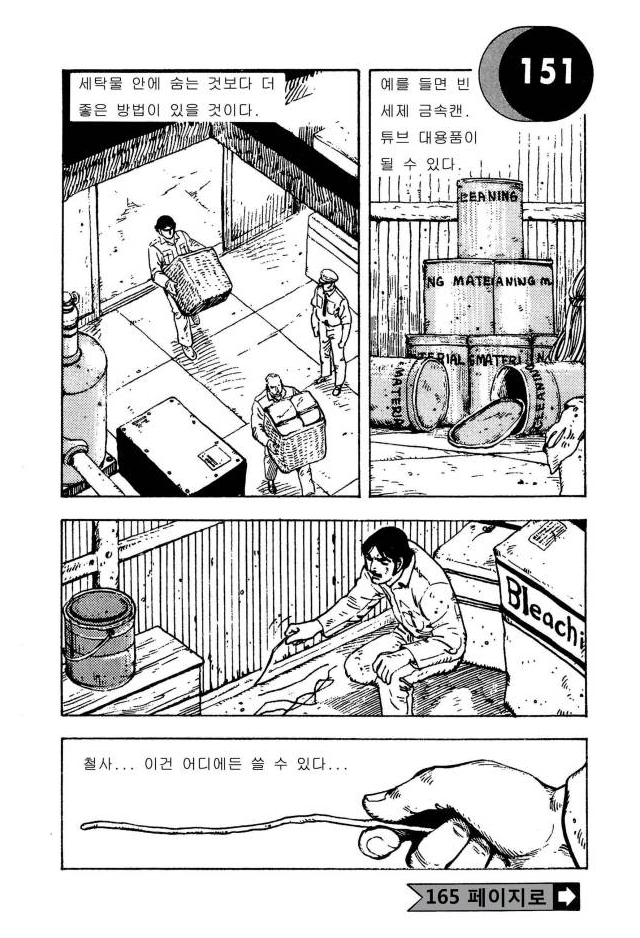 151
세탁물 안에 숨는 것보다 더
좋은 방법이 있을 것이다.
예를 들면 빈
세제 금속캔.
튜브 대용품이
될 수 있다.
CEANING
NG MATE
ANING M
TERIAL
MATERI
N
MATERIA
CEANIN
Bleachi
철사... 이건 어디에든 쓸 수 있다...
165 페이지로